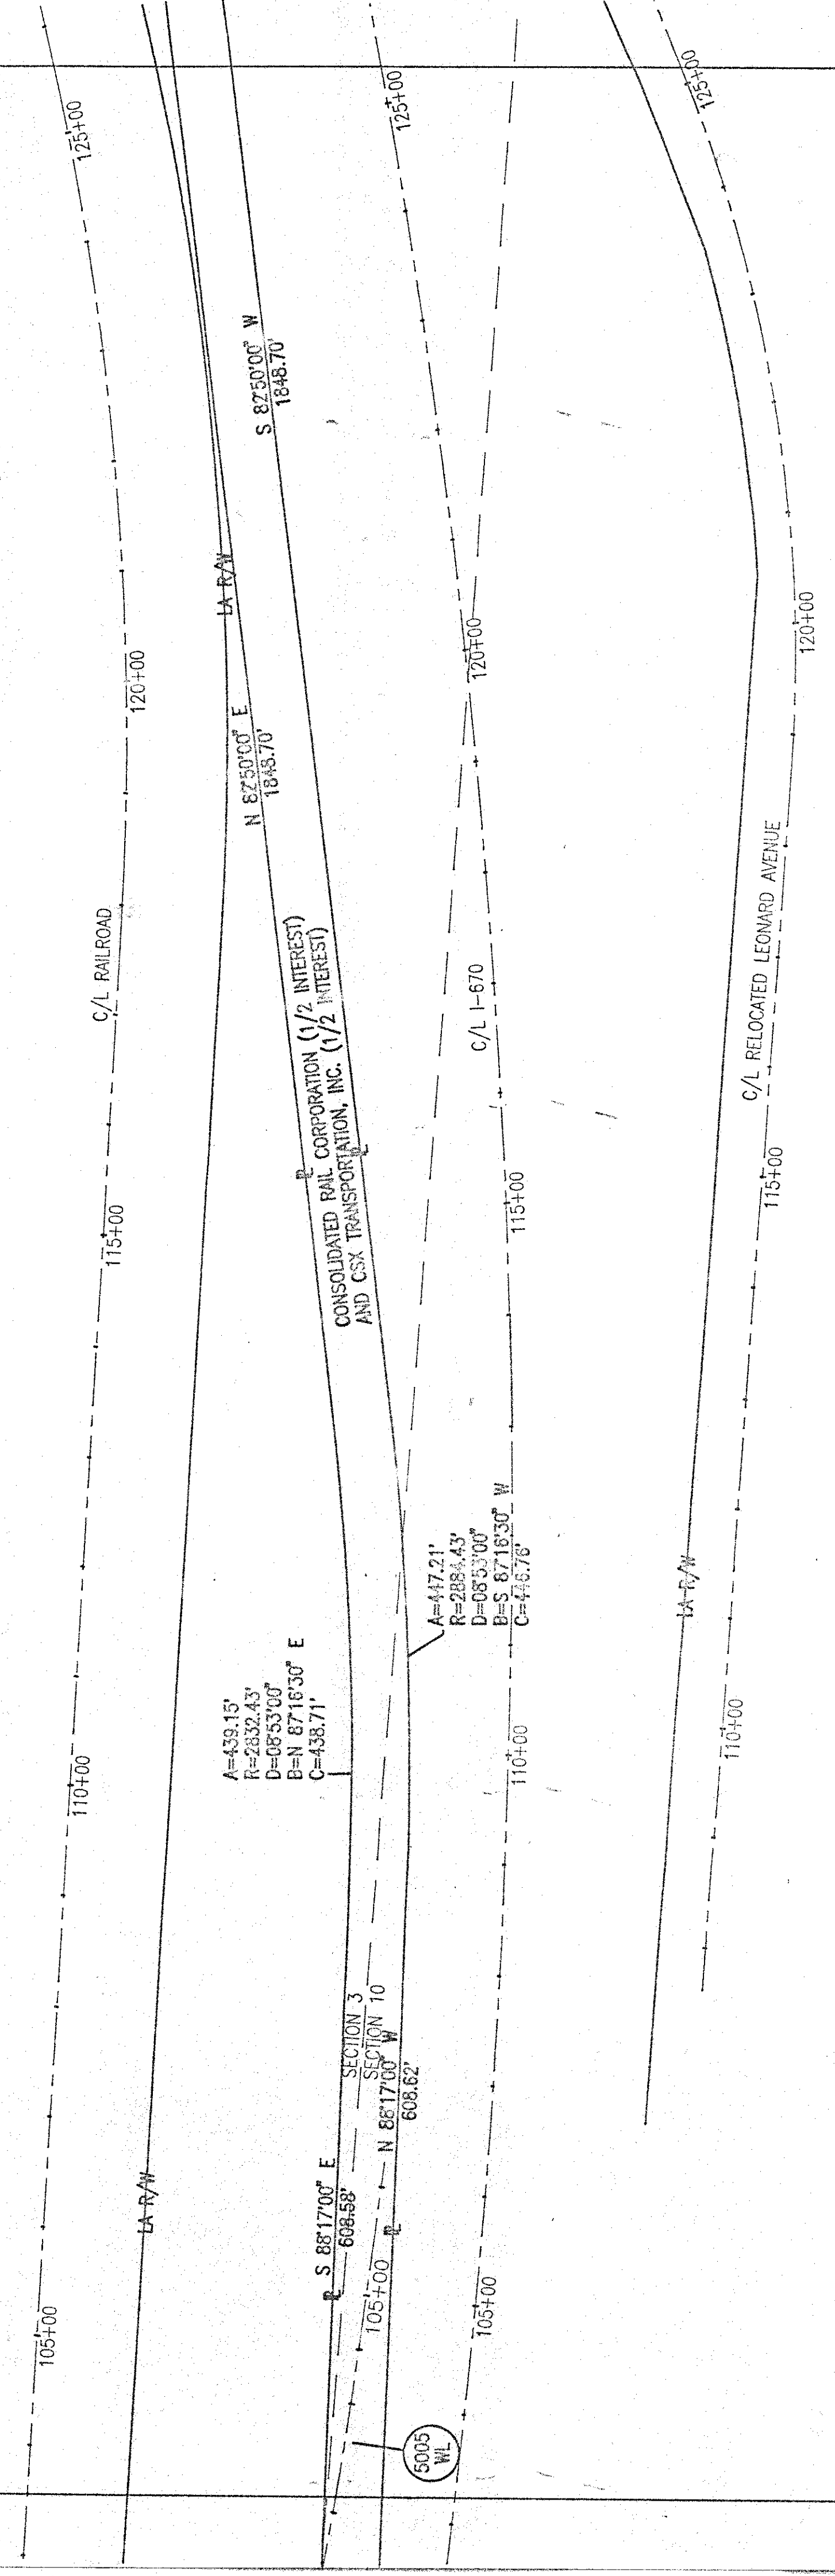 105+00
110+00
115+00
C/L RAILROAD
120+00
125+00
LA R/W
LA R/W
A=439.15'
R=2832.43'
D=08°53'00"
B=N 87°16'30" E
C=438.71'
N 82°50'00" E
1848.70'
S 82°50'00" W
1848.70'
CONSOLIDATED RAIL CORPORATION (1/2 INTEREST)
AND CSX TRANSPORTATION, INC. (1/2 INTEREST)
PL
PL
PL S 88°17'00" E
608.58'
SECTION 3
SECTION 10
N 88°17'00" W
608.62'
PL
105+00
5005
WL
A=447.21'
R=2884.43'
D=08°53'00"
B=S 87°16'30" W
C=446.76'
105+00
110+00
115+00
C/L I-670
120+00
125+00
LA R/W
110+00
115+00
C/L RELOCATED LEONARD AVENUE
120+00
125+00